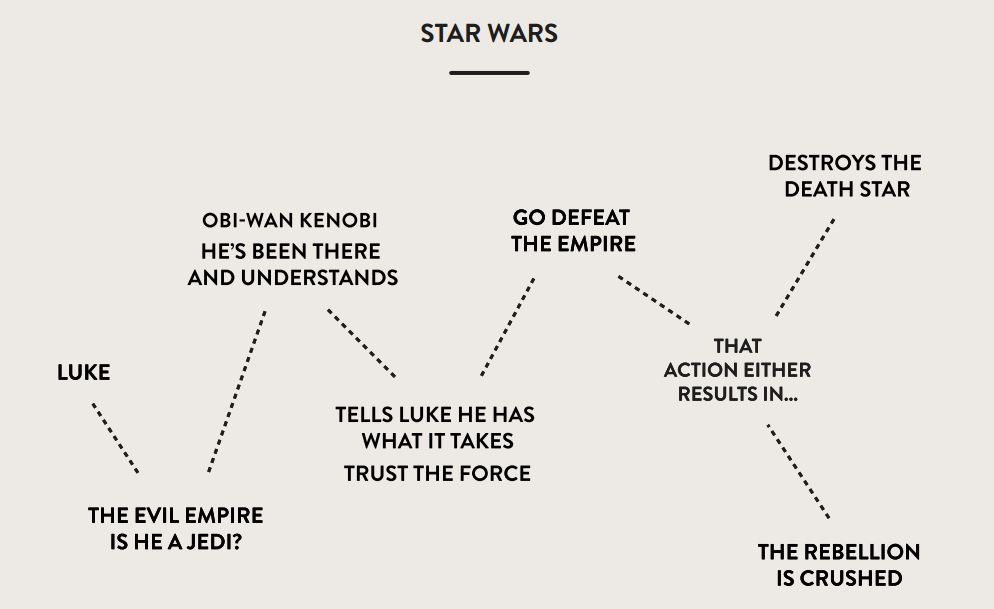 STAR WARS
LUKE
THE EVIL EMPIRE
IS HE A JEDI?
OBI-WAN KENOBI
HE'S BEEN THERE
AND UNDERSTANDS
TELLS LUKE HE HAS
WHAT IT TAKES
TRUST THE FORCE
GO DEFEAT
THE EMPIRE
THAT
ACTION EITHER
RESULTS IN...
DESTROYS THE
DEATH STAR
THE REBELLION
IS CRUSHED